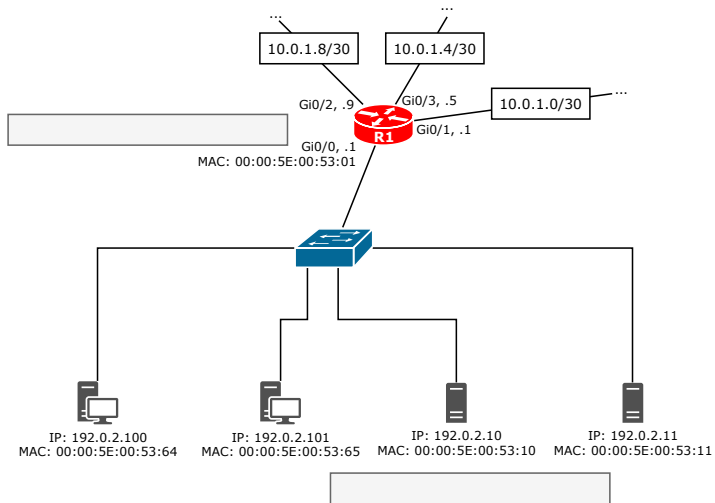 ...
...
10.0.1.8/30
10.0.1.4/30
...
10.0.1.0/30
Gi0/2, .9
Gi0/3, .5
Gi0/1, .1
R1
Gi0/0, .1
MAC: 00:00:5E:00:53:01
IP: 192.0.2.100
MAC: 00:00:5E:00:53:64
IP: 192.0.2.101
MAC: 00:00:5E:00:53:65
IP: 192.0.2.10
MAC: 00:00:5E:00:53:10
IP: 192.0.2.11
MAC: 00:00:5E:00:53:11